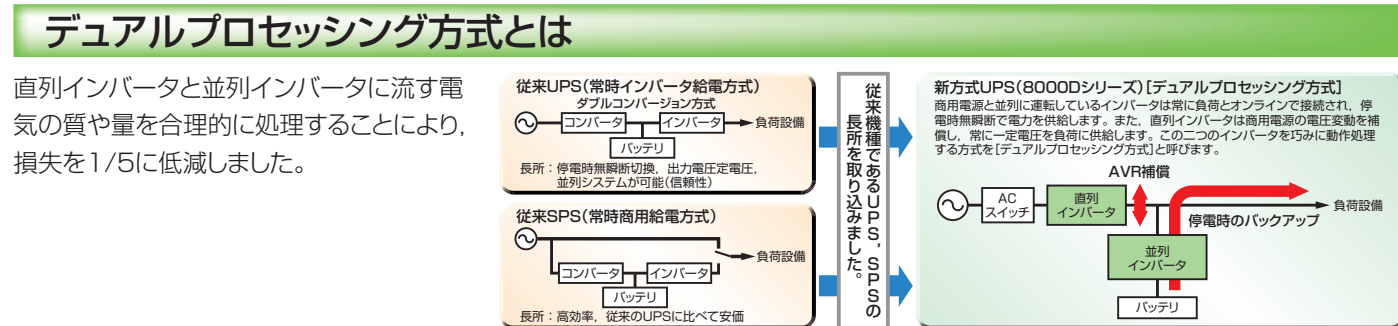 デュアルプロセッシング方式とは
直列インバータと並列インバータに流す電
気の質や量を合理的に処理することにより,
損失を1/5に低減しました。
従来UPS(常時インバータ給電方式)
ダブルコンバージョン方式
コンバータ
インバータ
負荷設備
バッテリ
長所:停電時無瞬断切換,出力電圧定電圧,
並列システムが可能(信頼性)
従来SPS(常時商用給電方式)
負荷設備
コンバータ
インバータ
バッテリ
長所:高効率,従来のUPSに比べて安価
従来機種であるUPS,SPSの
長所を取り込みました。
新方式UPS(8000Dシリーズ)[デュアルプロセッシング方式]
商用電源と並列に運転しているインバータは常に負荷とオンラインで接続され,停
電時無瞬断で電力を供給します。また,直列インバータは商用電源の電圧変動を補
償し,常に一定電圧を負荷に供給します。この二つのインバータを巧みに動作処理
する方式を[デュアルプロセッシング方式]と呼びます。
AVR補償
AC
スイッチ
直列
インバータ
負荷設備
停電時のバックアップ
並列
インバータ
バッテリ